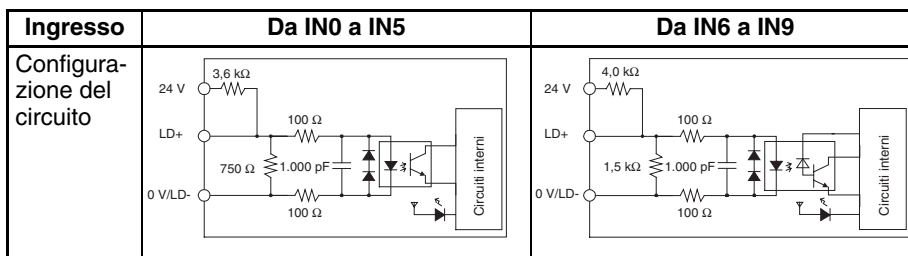 Ingresso
Da IN0 a IN5
Da IN6 a IN9
Configura-
zione del
circuito
3,6 kΩ
24 V
100 Ω
LD+
750 Ω
1.000 pF
0 V/LD-
100 Ω
Circuiti interni
4,0 kΩ
24 V
100 Ω
LD+
1,5 kΩ
1.000 pF
0 V/LD-
100 Ω
Circuiti interni